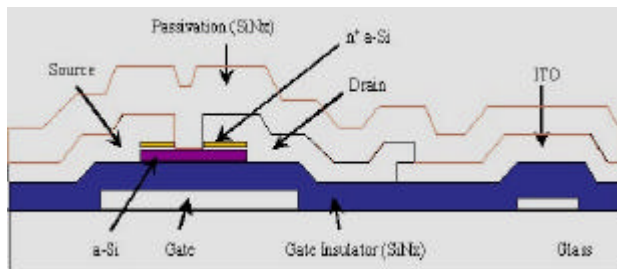 Passivation (SiNx)
n⁺ a-Si
Source
Drain
ITO
a-Si
Gate
Gate Insulator (SiNx)
Glass